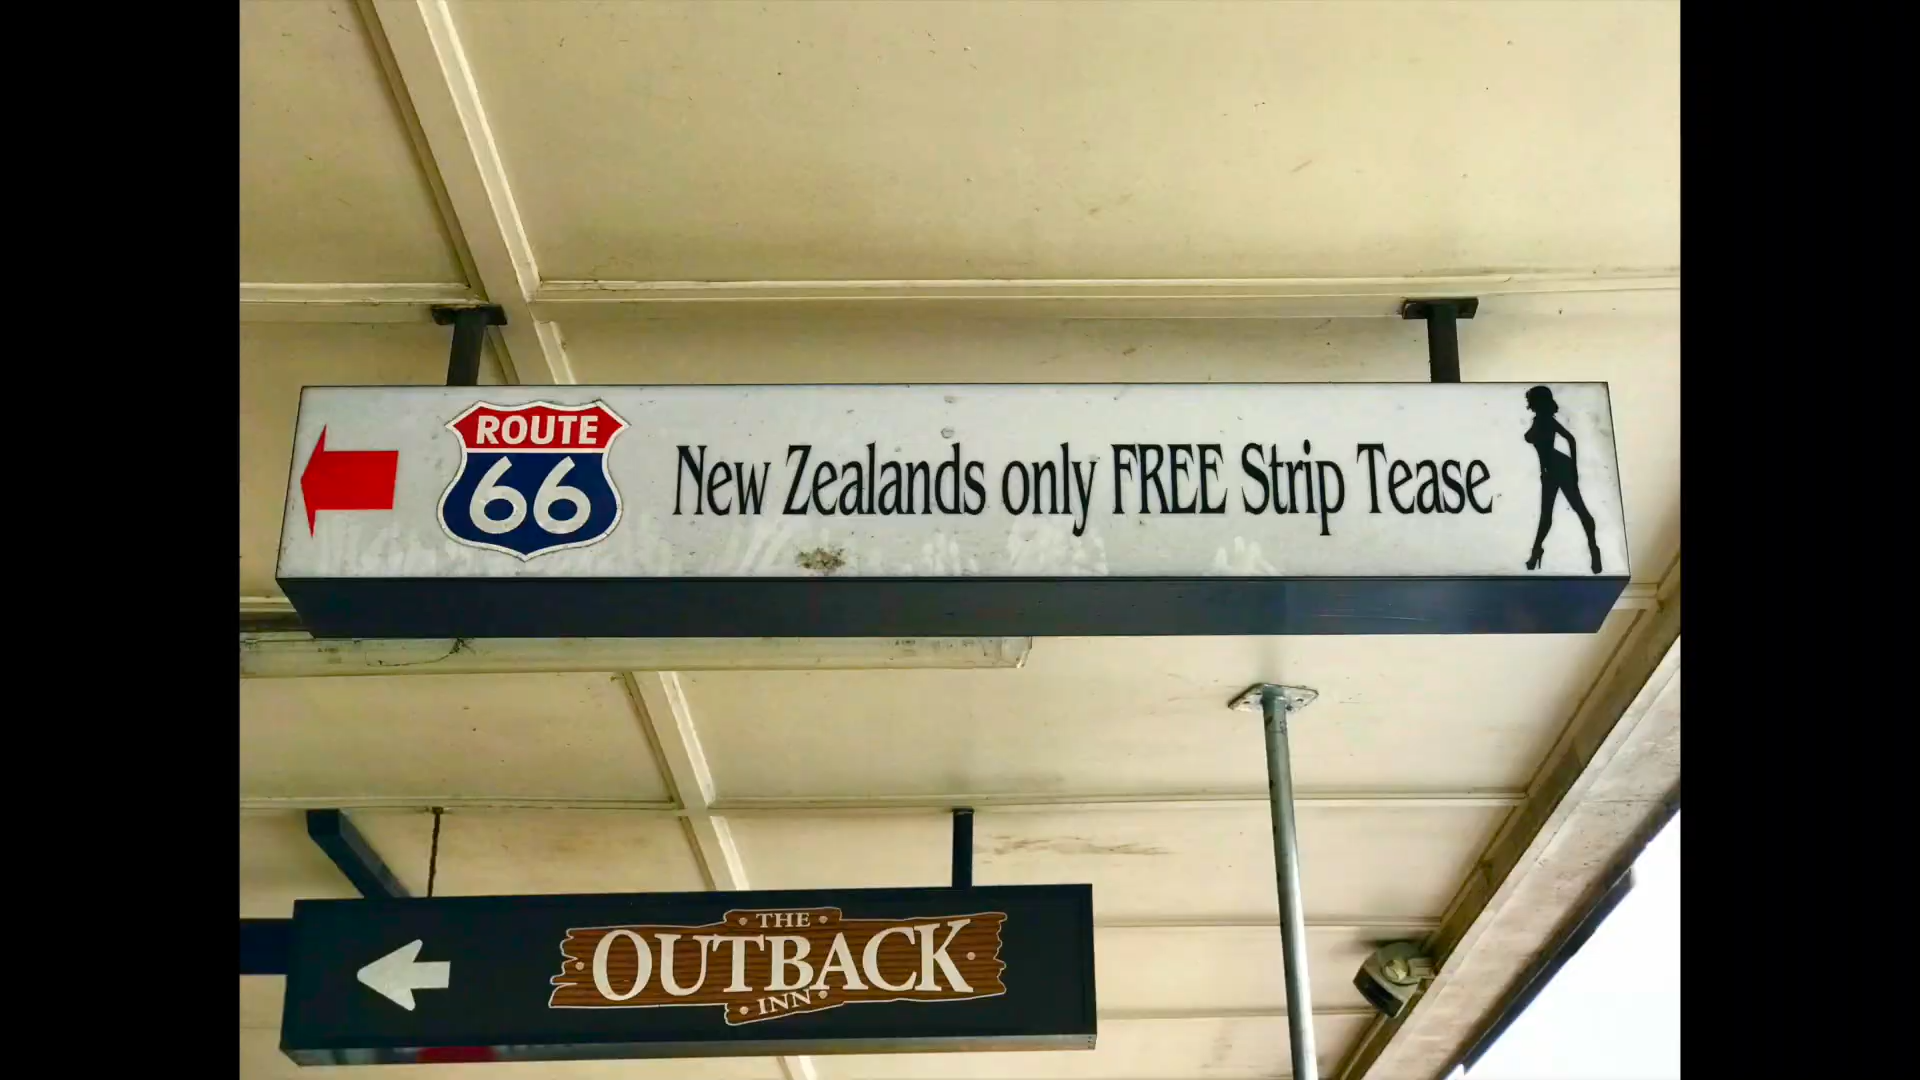 ROUTE
66
New Zealands only FREE Strip Tease
THE
OUTBACK
INN